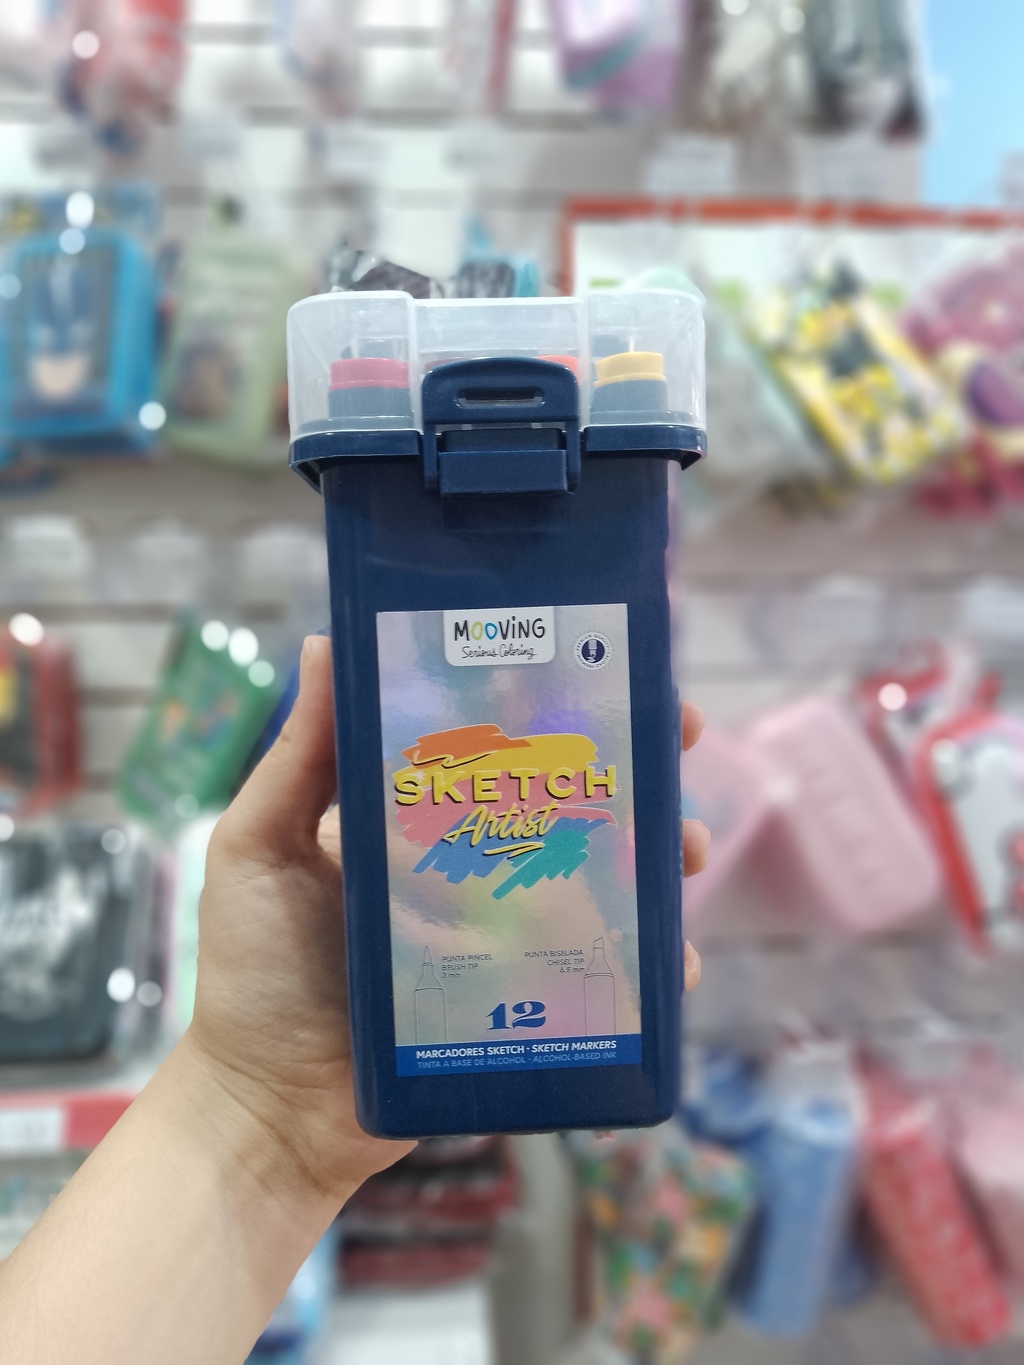 MOOVING
Serious Coloring
SKETCH
Artist
PUNTA PINCEL
BRUSH TIP
2 mm
PUNTA BISELADA
CHISEL TIP
6.5 mm
12
MARCADORES SKETCH · SKETCH MARKERS
TINTA A BASE DE ALCOHOL · ALCOHOL-BASED INK